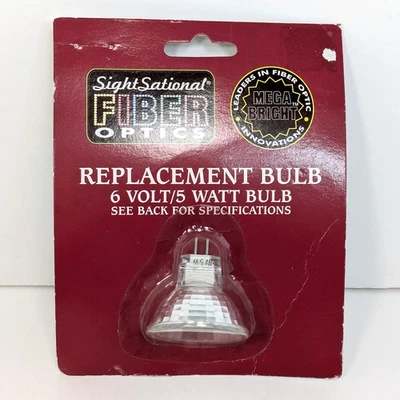 SightSational®
FIBER
OPTICS
LEADERS IN FIBER OPTIC
MEGA
BRIGHT
INNOVATIONS
REPLACEMENT BULB
6 VOLT/5 WATT BULB
SEE BACK FOR SPECIFICATIONS